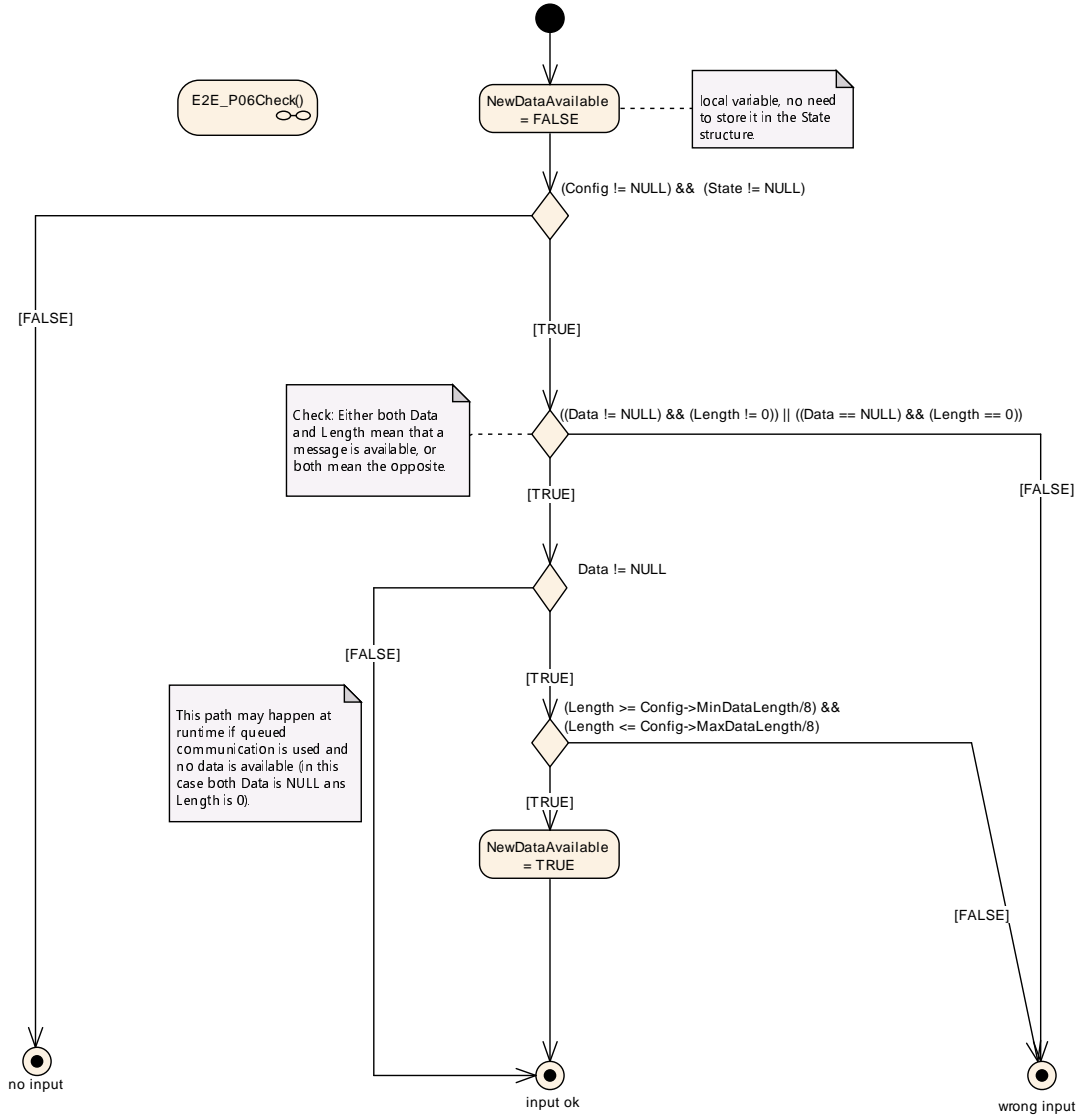 E2E_P06Check()
NewDataAvailable
= FALSE
local variable, no need
to store it in the State
structure.
(Config != NULL) && (State != NULL)
[FALSE]
[TRUE]
Check: Either both Data
and Length mean that a
message is available, or
both mean the opposite.
((Data != NULL) && (Length != 0)) || ((Data == NULL) && (Length == 0))
[TRUE]
[FALSE]
Data != NULL
[FALSE]
[TRUE]
This path may happen at
runtime if queued
communication is used and
no data is available (in this
case both Data is NULL ans
Length is 0).
(Length >= Config->MinDataLength/8) &&
(Length <= Config->MaxDataLength/8)
[TRUE]
NewDataAvailable
= TRUE
[FALSE]
no input
input ok
wrong input